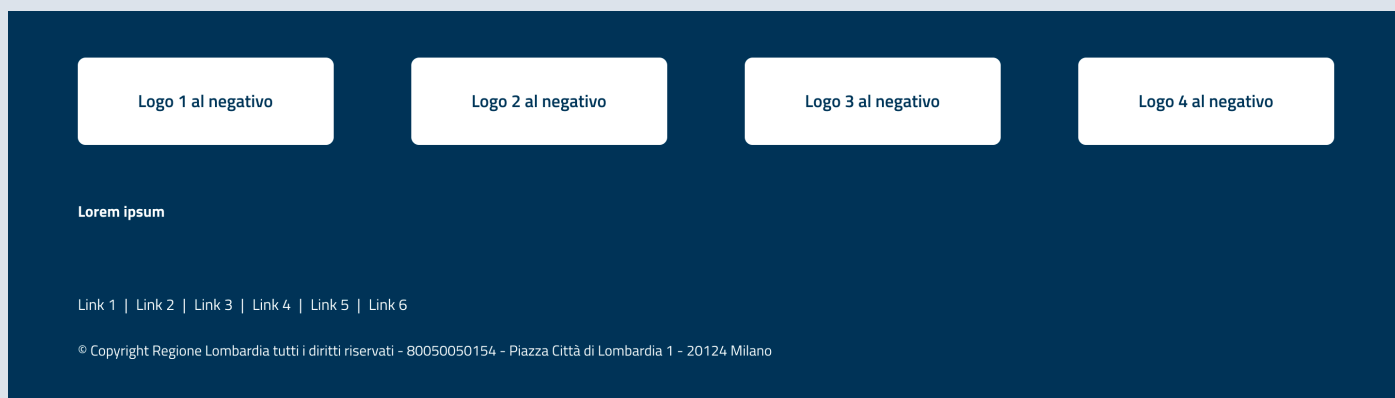 Logo 1 al negativo Logo 2 al negativo Logo 3 al negativo Logo 4 al negativo
Lorem ipsum
Link 1 | Link 2 | Link 3 | Link 4 | Link 5 | Link 6
© Copyright Regione Lombardia tutti i diritti riservati - 80050050154 - Piazza Città di Lombardia 1 - 20124 Milano